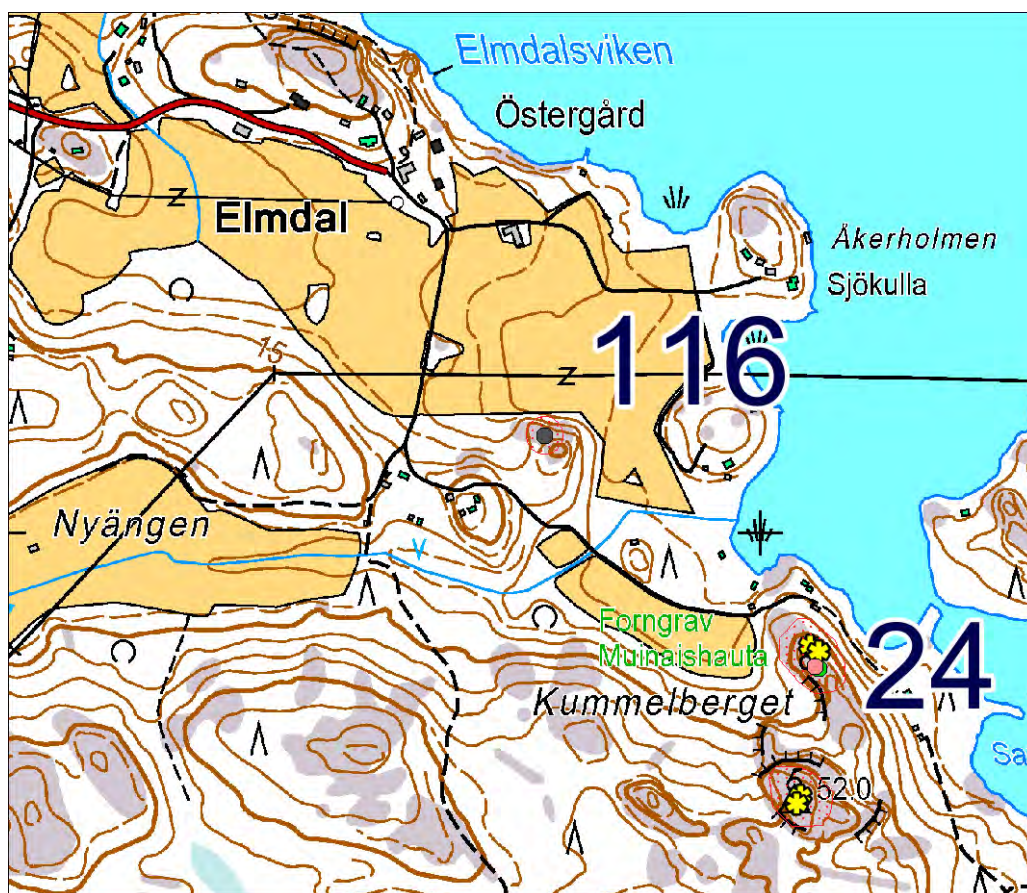 Elmdalsviken
Östergård
Z
Elmdal
Åkerholmen
Sjökulla
116
15
Z
Nyängen
V
Forngrav
Muinaishauta
24
Kummelberget
Sa
52.0